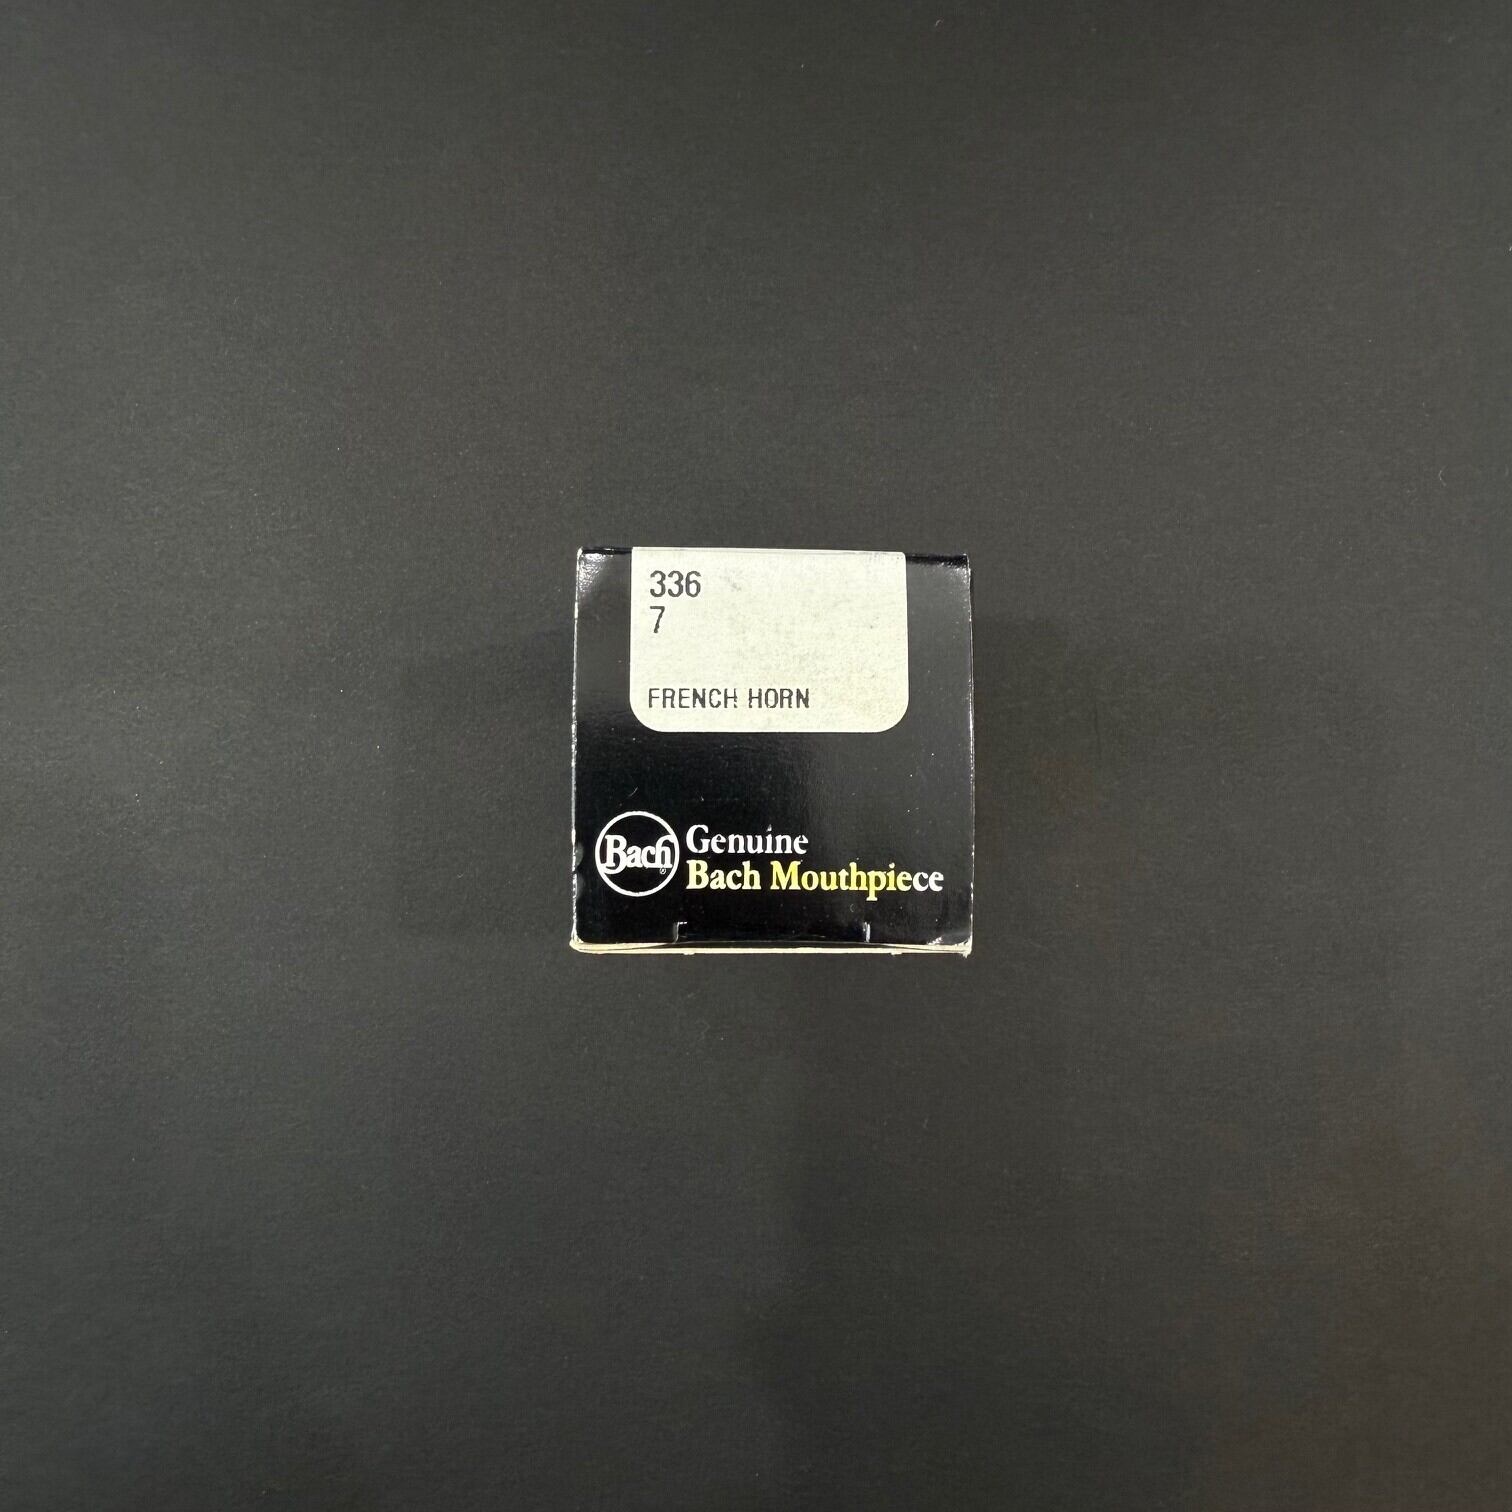 336
7
FRENCH HORN
Bach®
Genuine
Bach Mouthpiece